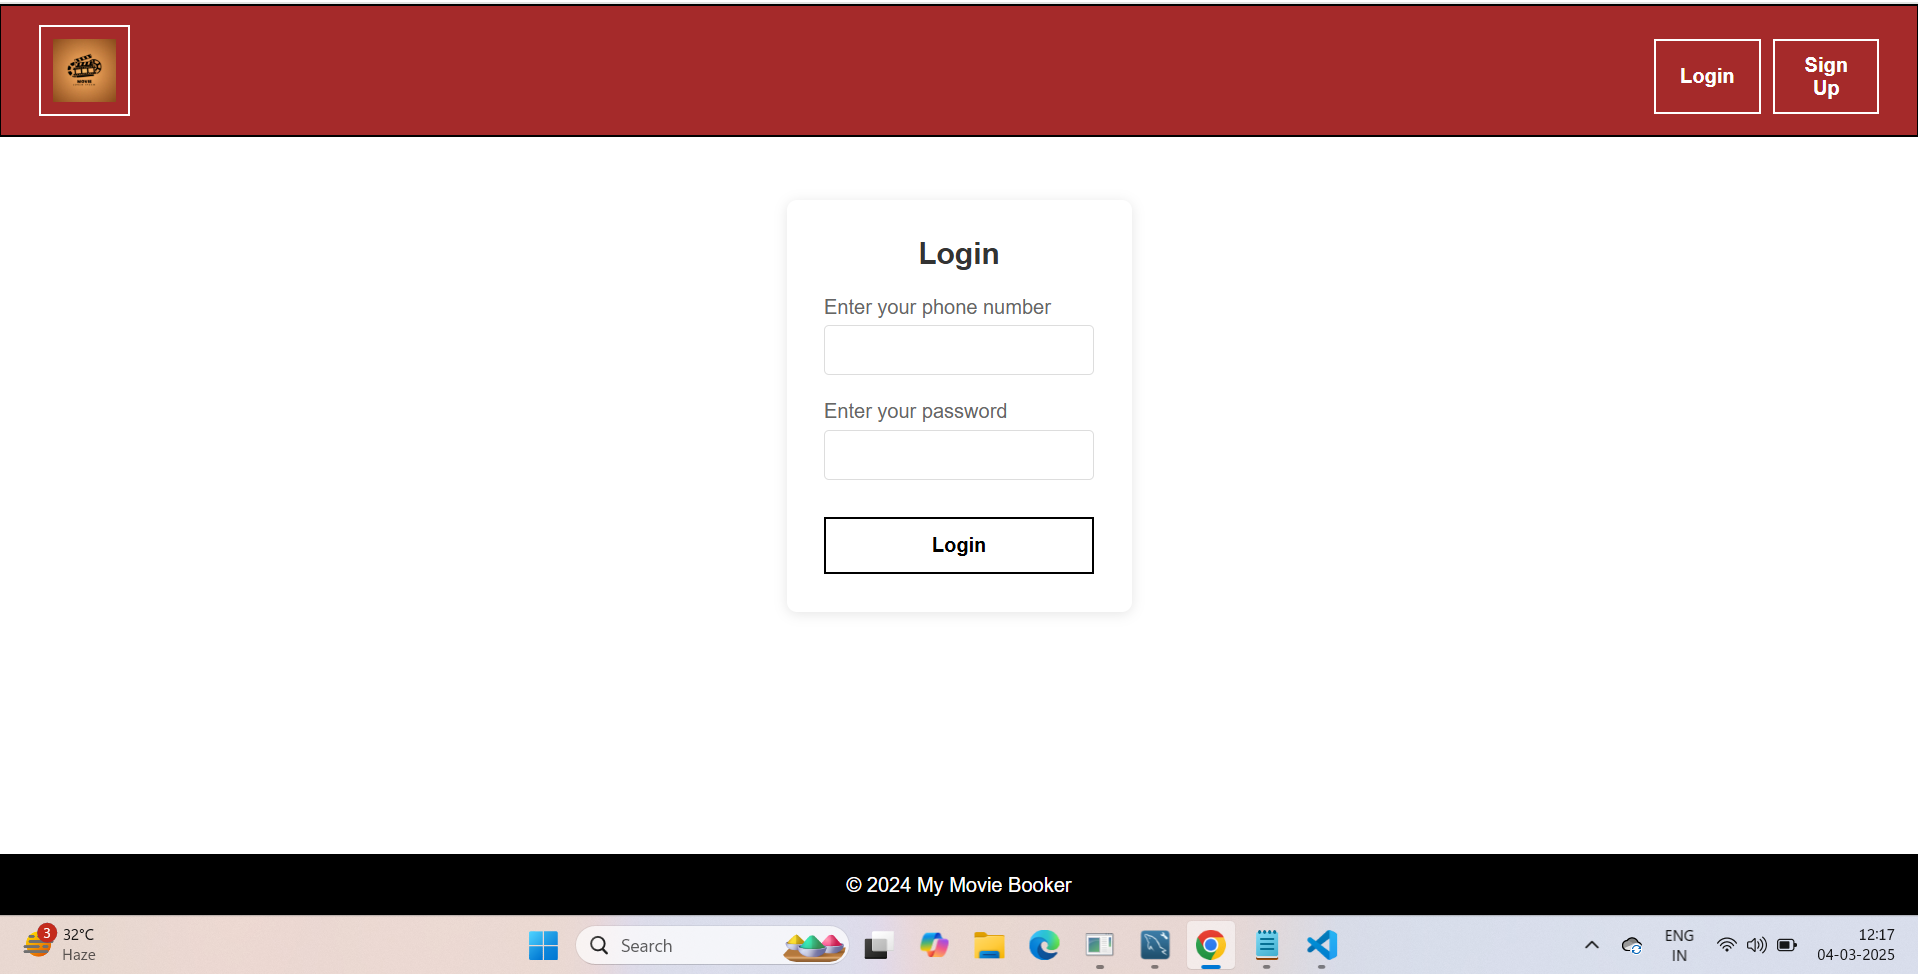 MOVIE
Login
Sign
Up
Login
Enter your phone number
Enter your password
Login
© 2024 My Movie Booker
3
32°C
Haze
Search
ENG
IN
12:17
04-03-2025